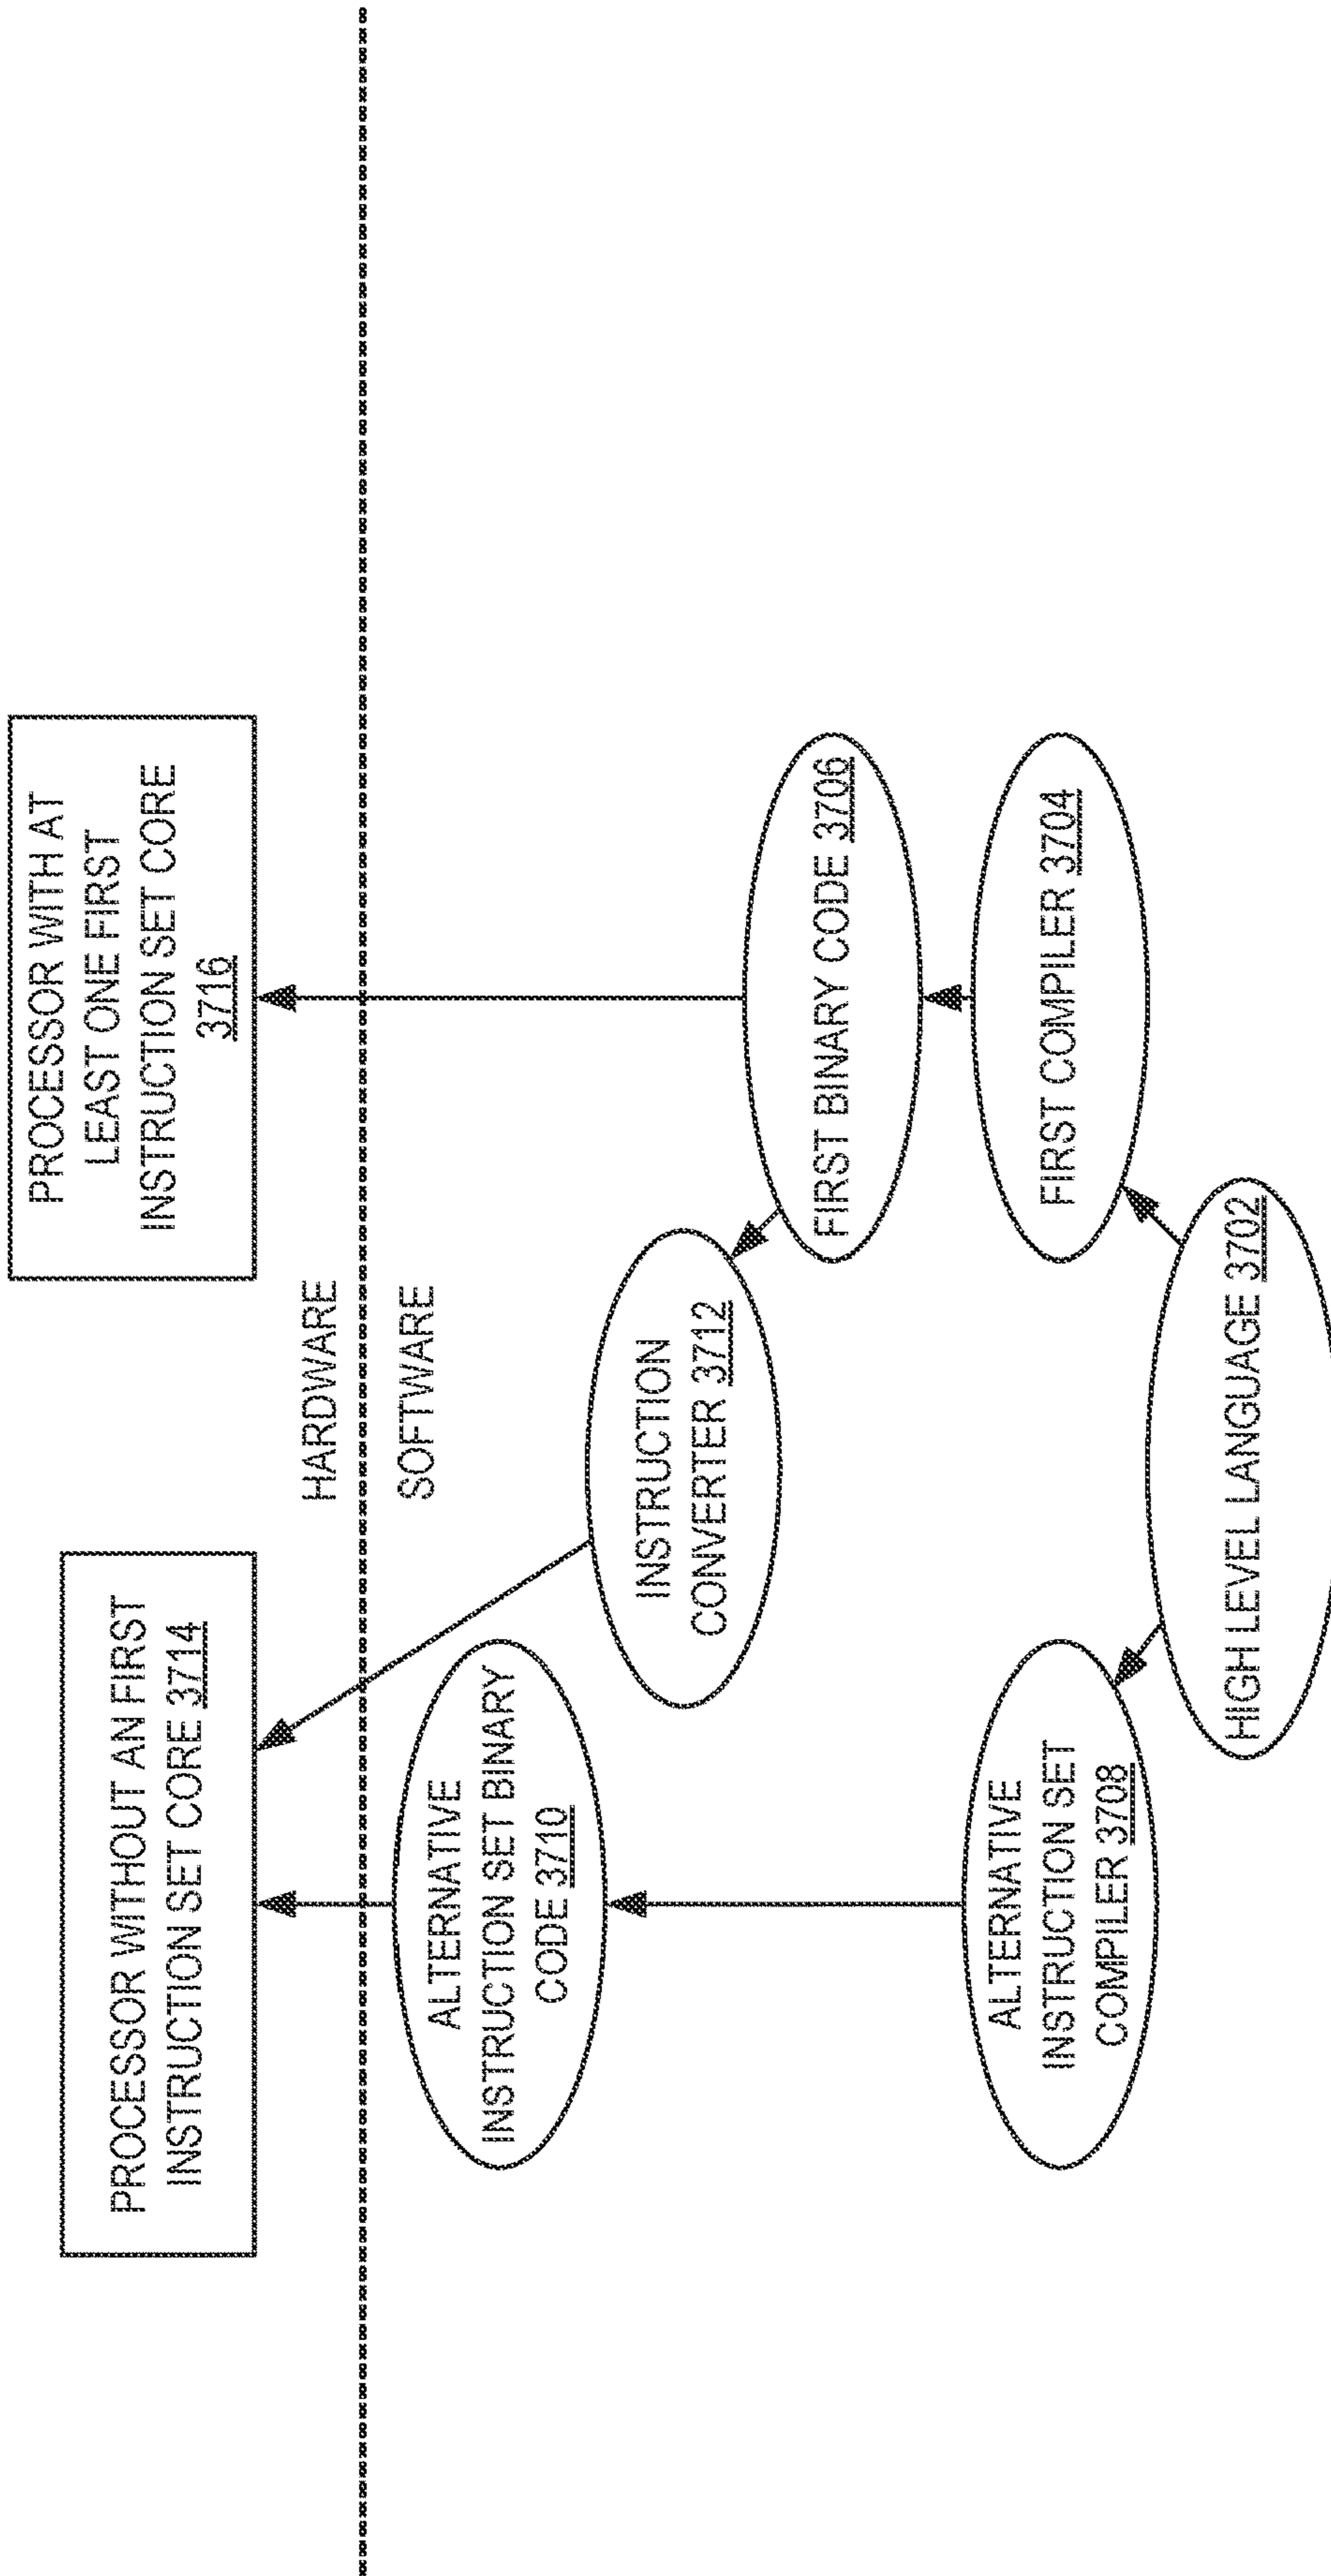 PROCESSOR WITHOUT AN FIRST
INSTRUCTION SET CORE 3714
PROCESSOR WITH AT
LEAST ONE FIRST
INSTRUCTION SET CORE
3716
HARDWARE
SOFTWARE
ALTERNATIVE
INSTRUCTION SET BINARY
CODE 3710
INSTRUCTION
CONVERTER 3712
FIRST BINARY CODE 3706
ALTERNATIVE
INSTRUCTION SET
COMPILER 3708
FIRST COMPILER 3704
HIGH LEVEL LANGUAGE 3702